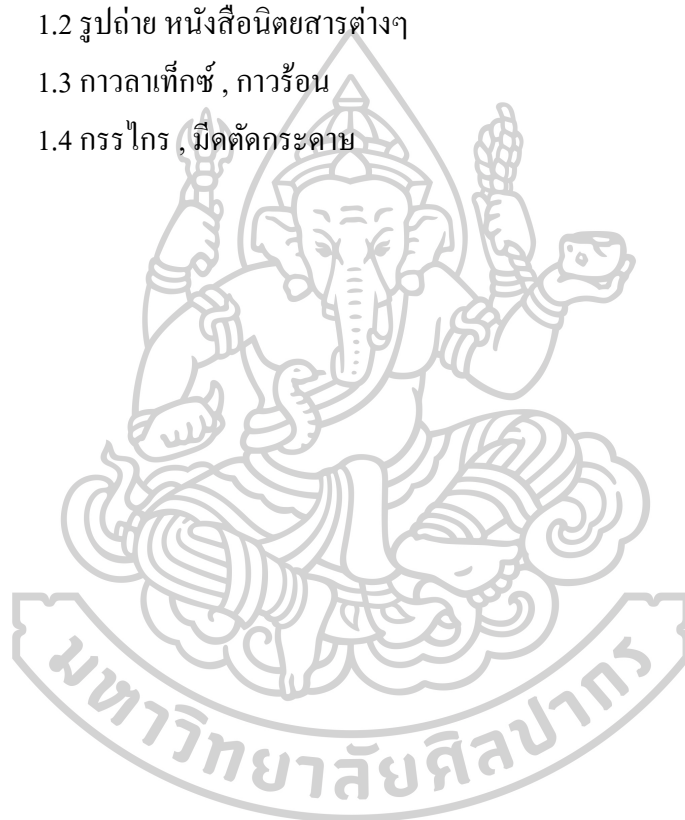 1.2 รูปถ่าย หนังสือนิตยสารต่างๆ
1.3 กาวลาเท็กซ์ , กาวร้อน
1.4 กรรไกร , มีดตัดกระดาษ
มหาวิทยาลัยศิลปากร